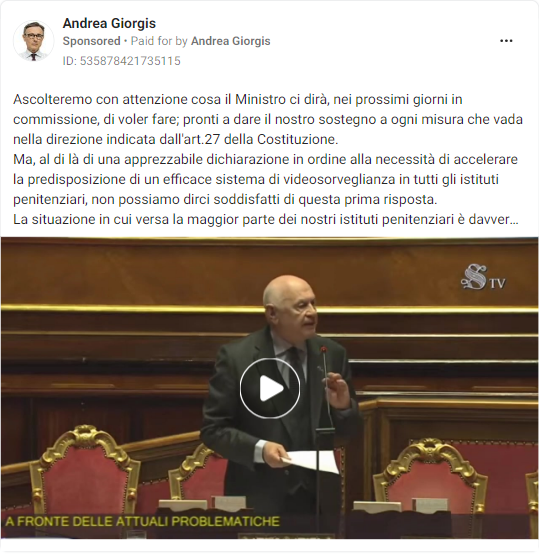 Andrea Giorgis
Sponsored • Paid for by Andrea Giorgis
ID: 535878421735115
Ascolteremo con attenzione cosa il Ministro ci dirà, nei prossimi giorni in
commissione, di voler fare; pronti a dare il nostro sostegno a ogni misura che vada
nella direzione indicata dall'art.27 della Costituzione.
Ma, al di là di una apprezzabile dichiarazione in ordine alla necessità di accelerare
la predisposizione di un efficace sistema di videosorveglianza in tutti gli istituti
penitenziari, non possiamo dirci soddisfatti di questa prima risposta.
La situazione in cui versa la maggior parte dei nostri istituti penitenziari è davver...
S TV
A FRONTE DELLE ATTUALI PROBLEMATICHE